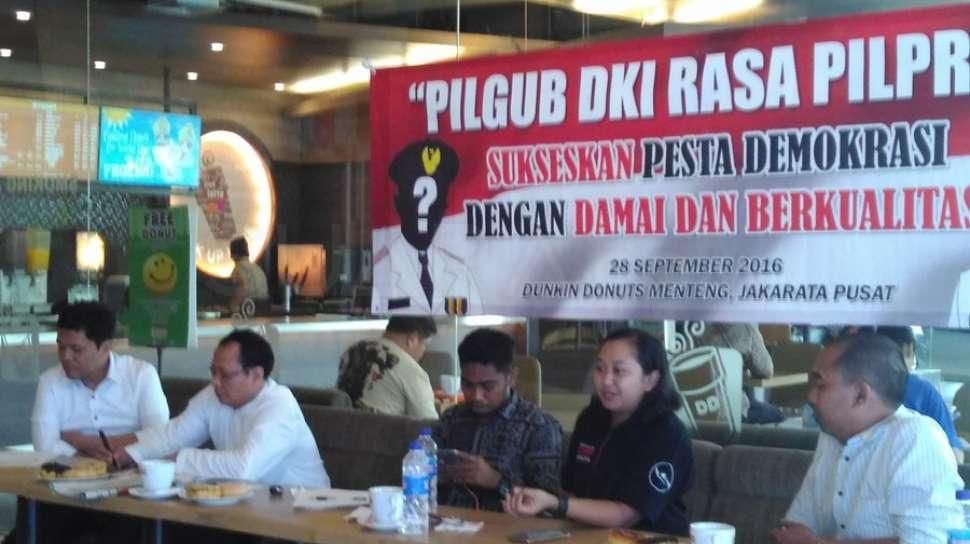 "PILGUB DKI RASA PILPR
SUKSESKAN PESTA DEMOKRASI
DENGAN DAMAI DAN BERKUALITAS
28 SEPTEMBER 2016
DUNKIN DONUTS MENTENG, JAKARATA PUSAT
?
FREE
DONUT